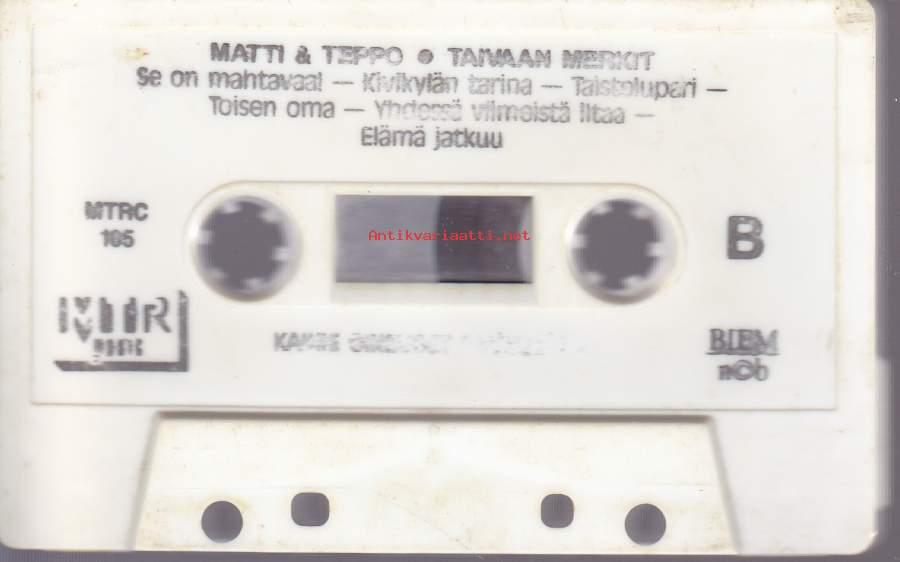 MATTI & TEPPO ● TAIVAAN MERKIT
Se on mahtavaa! — Kivikylän tarina — Taistelupari —
Toisen oma — Yhdessä viimeistä iltaa —
Elämä jatkuu
MTRC
105
Antikvariaatti.net
B
MTR
BIEM
n©b